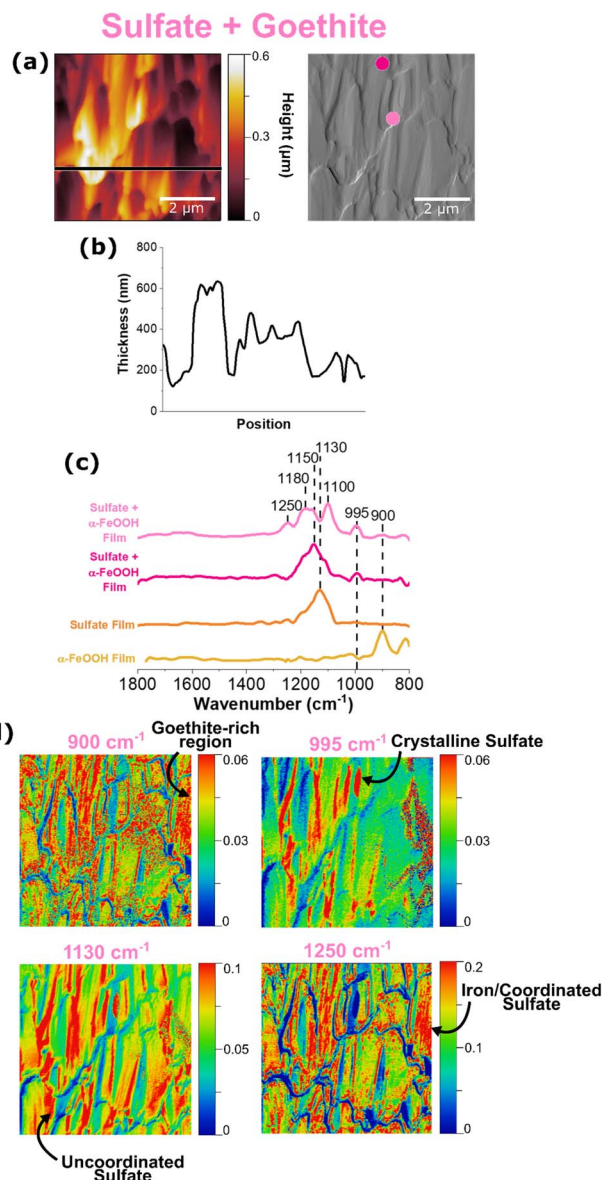 Sulfate + Goethite
(a)
0.6
0.3
0
Height (μm)
2 μm
2 μm
(b)
800
600
400
200
0
Thickness (nm)
Position
(c)
1130
1150
1180
1100
1250
995
900
Sulfate +
α-FeOOH
Film
Sulfate +
α-FeOOH
Film
Sulfate Film
α-FeOOH Film
1800 1600 1400 1200 1000 800
Wavenumber (cm⁻¹)
)
Goethite-rich
region
900 cm⁻¹
0.06
0.03
0
995 cm⁻¹
Crystalline Sulfate
0.06
0.03
0
1130 cm⁻¹
0.1
0.05
0
Uncoordinated
Sulfate
1250 cm⁻¹
0.2
0.1
0
Iron/Coordinated
Sulfate